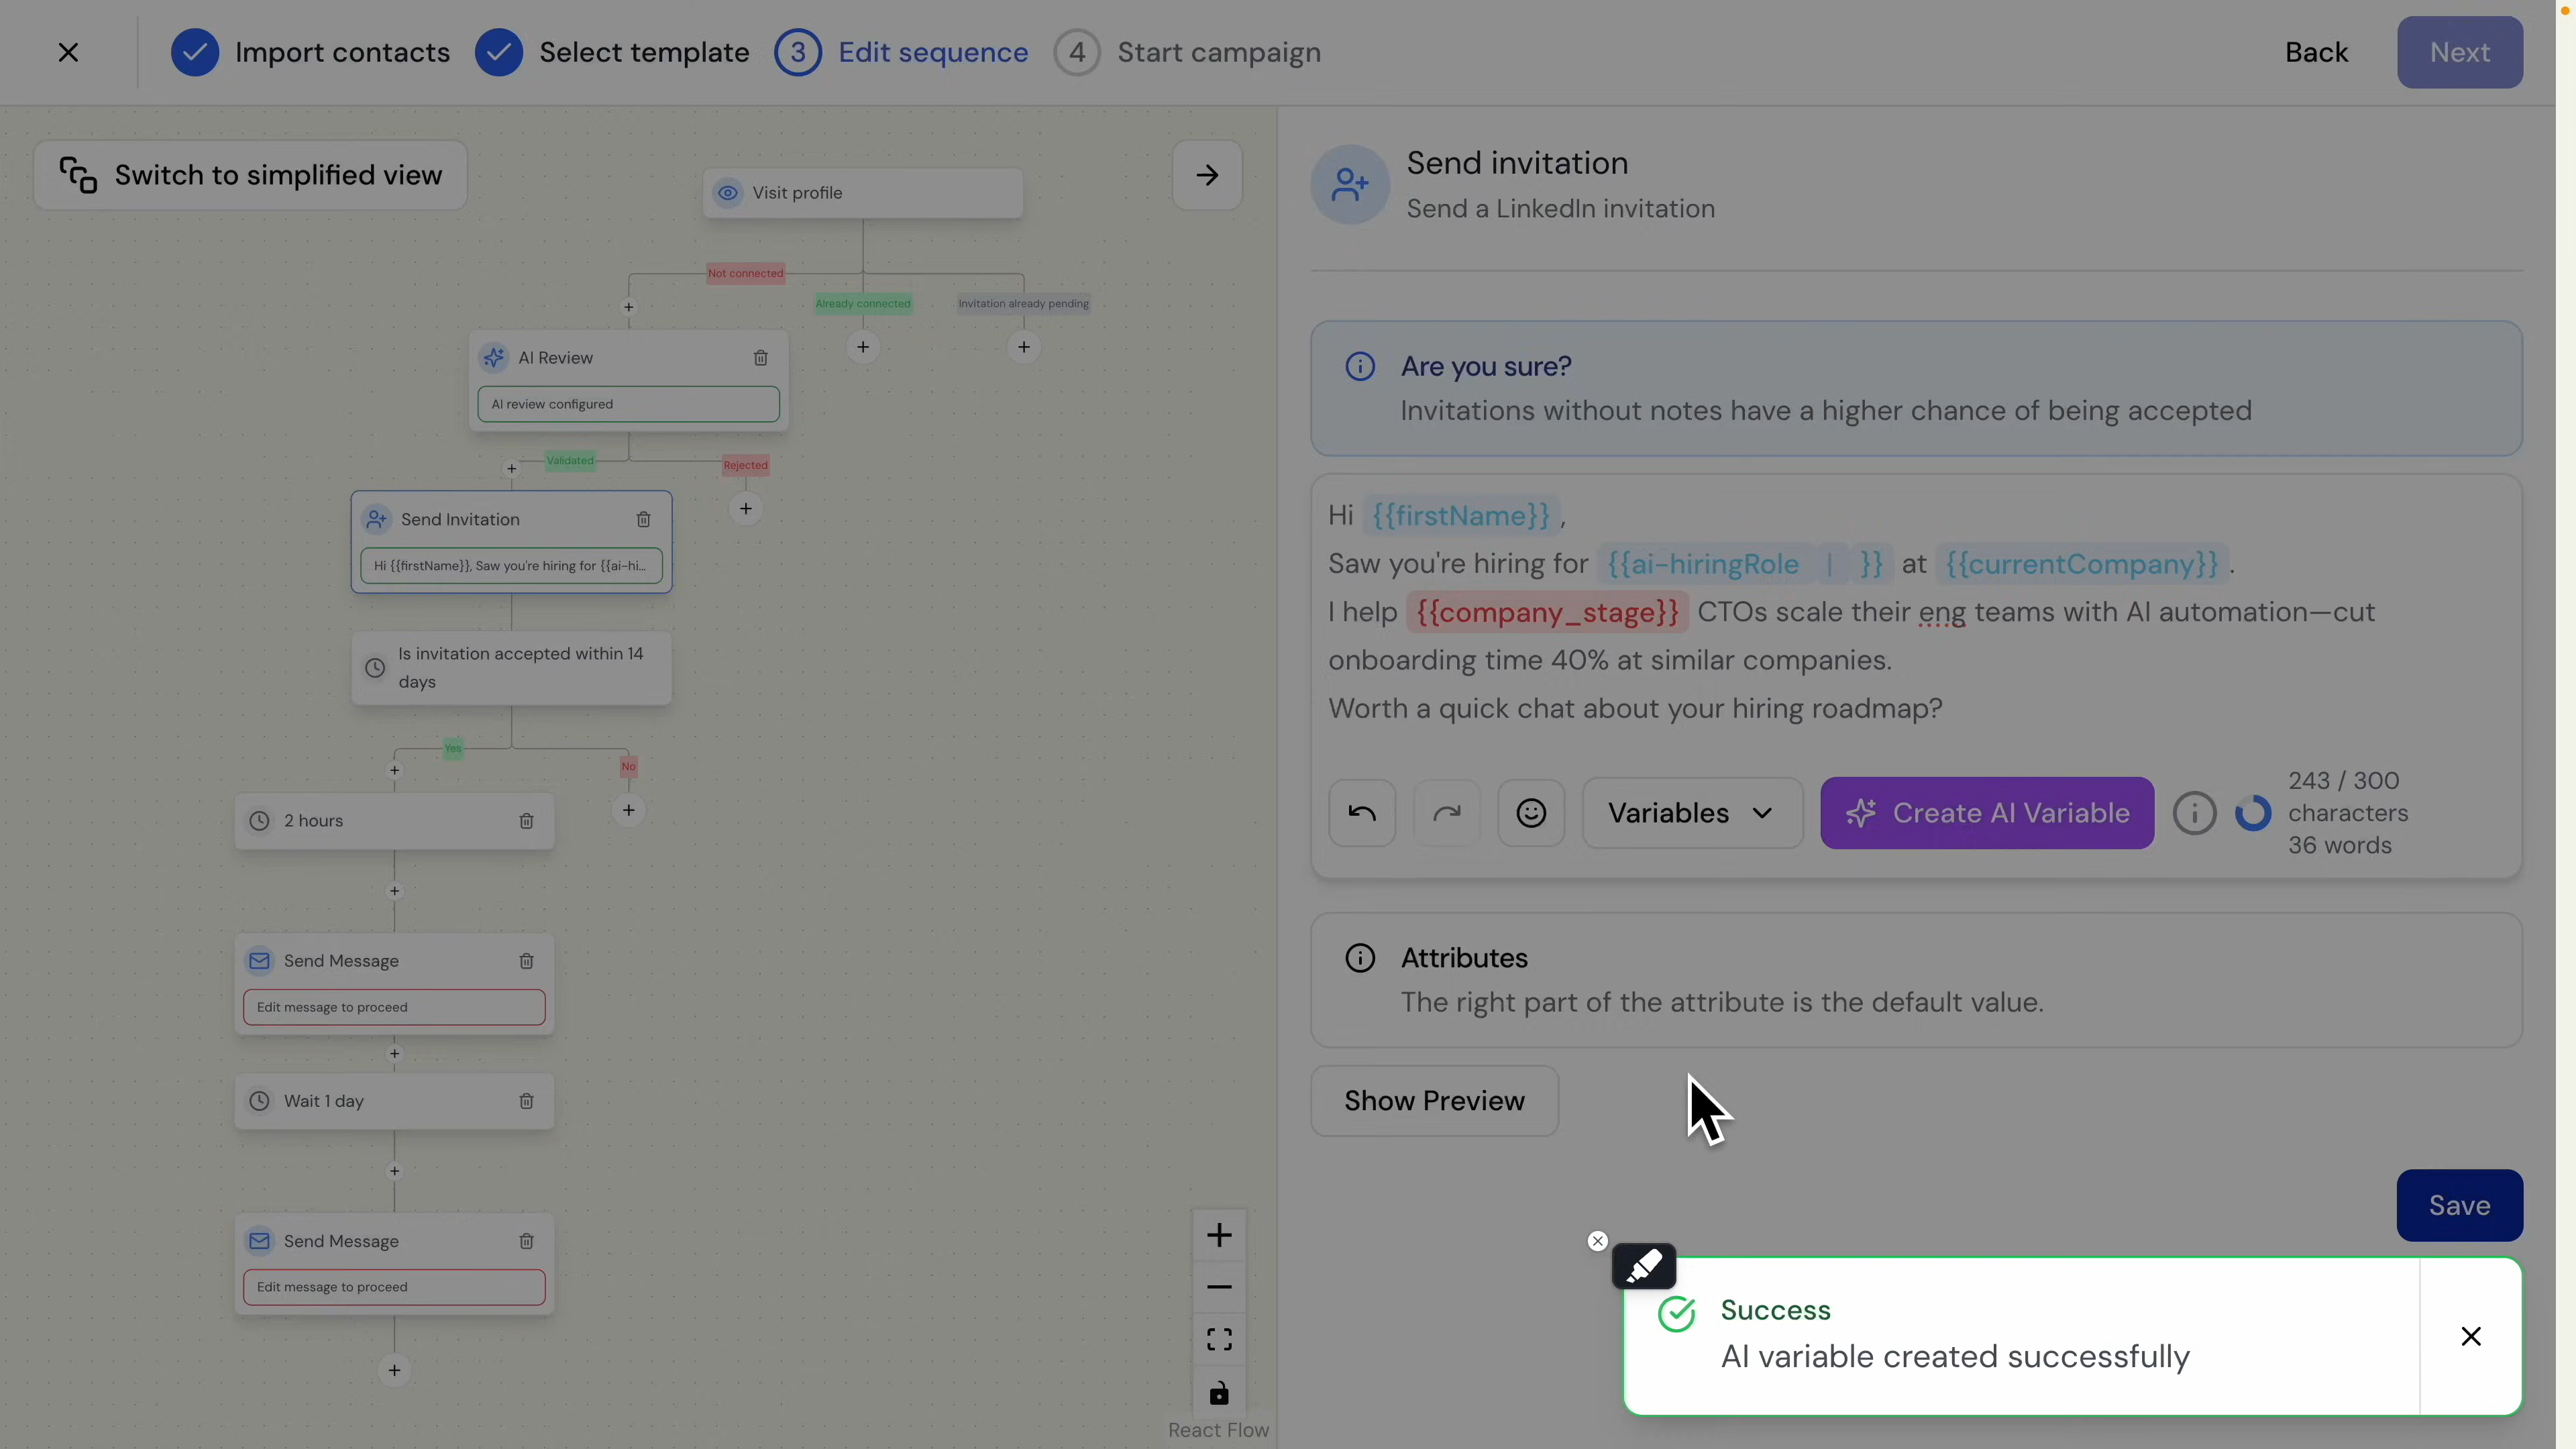 Import contacts
Select template
3 Edit sequence
4 Start campaign
Back
Next
Switch to simplified view
Visit profile
Not connected
Already connected
Invitation already pending
AI Review
AI review configured
Validated
Rejected
Send Invitation
Hi {{firstName}}, Saw you're hiring for {{ai-hi...
Is invitation accepted within 14
days
Yes
No
2 hours
Send Message
Edit message to proceed
Wait 1 day
Send Message
Edit message to proceed
React Flow
Send invitation
Send a LinkedIn invitation
Are you sure?
Invitations without notes have a higher chance of being accepted
Hi {{firstName}},
Saw you're hiring for {{ai-hiringRole | }} at {{currentCompany}}.
I help {{company_stage}} CTOs scale their eng teams with AI automation—cut
onboarding time 40% at similar companies.
Worth a quick chat about your hiring roadmap?
Variables
Create AI Variable
243 / 300
characters
36 words
Attributes
The right part of the attribute is the default value.
Show Preview
Save
Success
AI variable created successfully